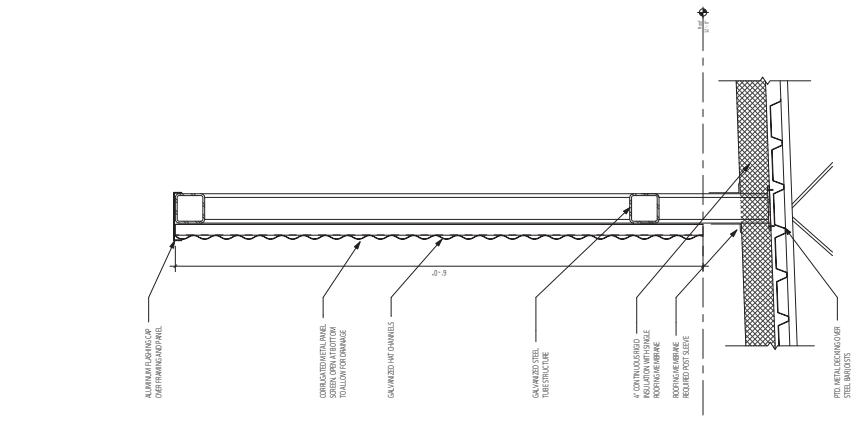 ALUMINUM FLASHING CAP
OVER FRAMING AND PANEL
CORRUGATED METAL PANEL
SCREEN. OPEN AT BOTTOM
TO ALLOW FOR DRAINAGE
GALVANIZED HAT CHANNELS
GALVANIZED STEEL
TUBE STRUCTURE
4" CONTINUOUS RIGID
INSULATION WITH SINGLE
ROOFING MEMBRANE
ROOFING MEMBRANE
REQUIRED POST SLEEVE
PTD. METAL DECKING OVER
STEEL BAR JOISTS